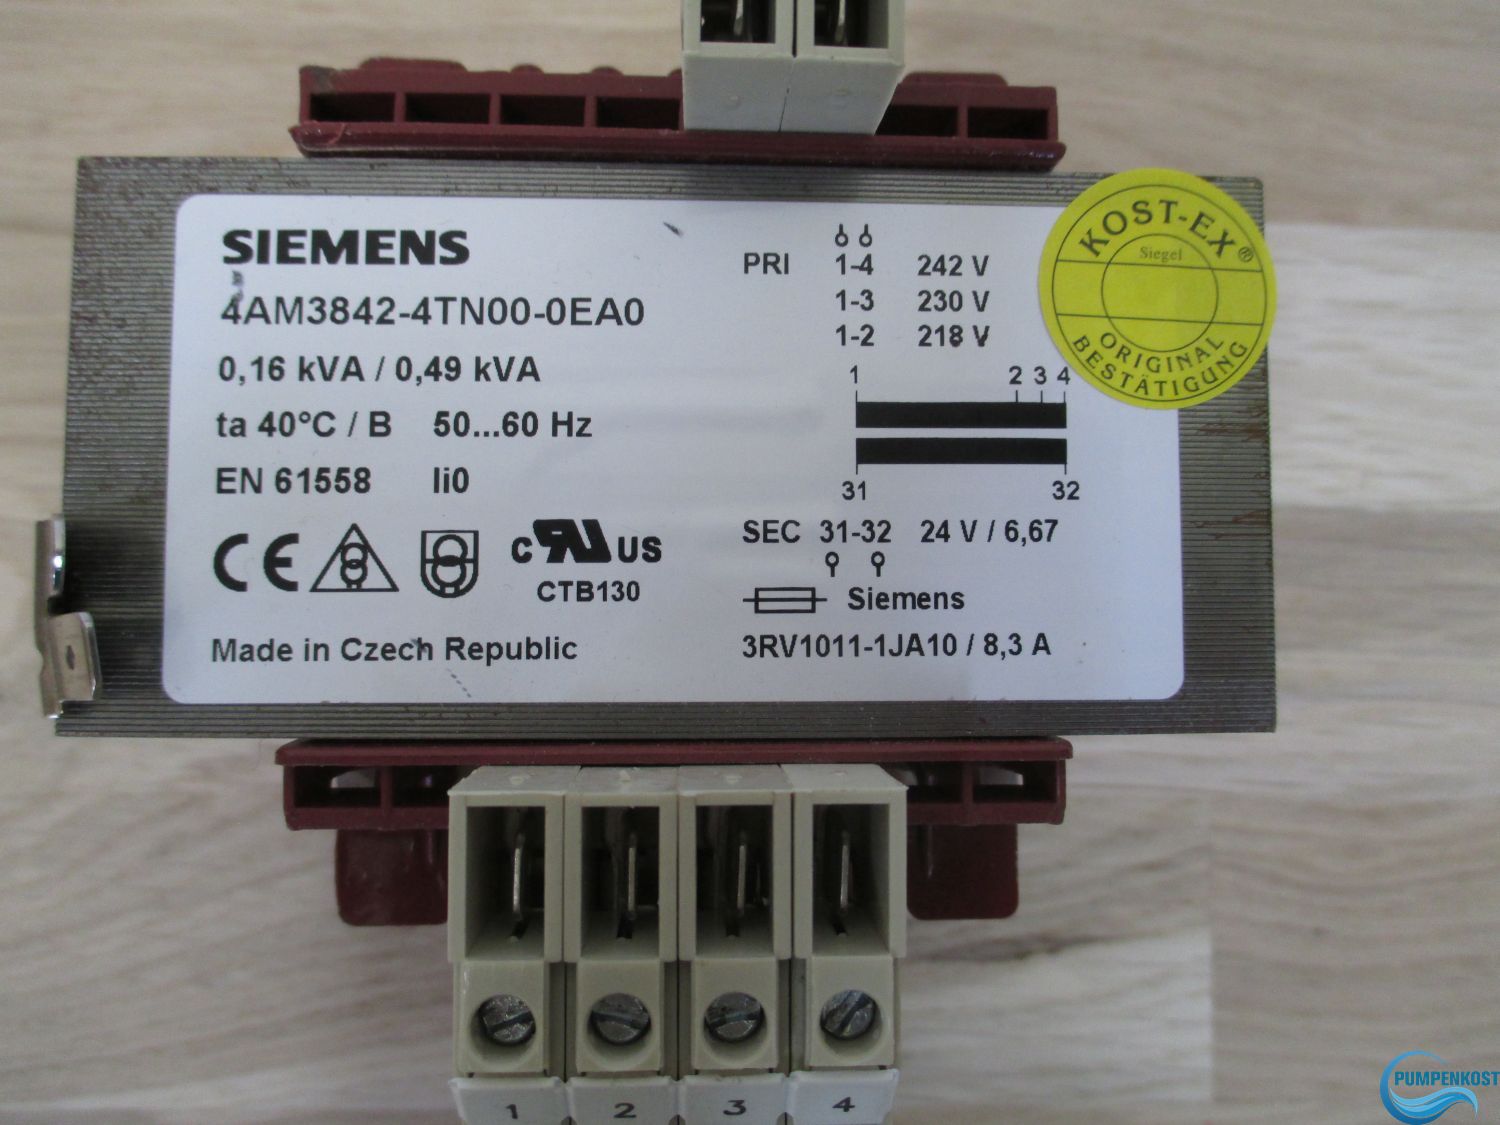 SIEMENS
4AM3842-4TN00-0EA0
0,16 kVA / 0,49 kVA
ta 40°C / B 50...60 Hz
EN 61558 Ii0
CE
c RU US
CTB130
Made in Czech Republic
PRI 1-4 242 V
1-3 230 V
1-2 218 V
1 2 3 4
31 32
SEC 31-32 24 V / 6,67
Siemens
3RV1011-1JA10 / 8,3 A
KOST-EX®
Siegel
ORIGINAL
BESTÄTIGUNG
1 2 3 4
PUMPENKOST